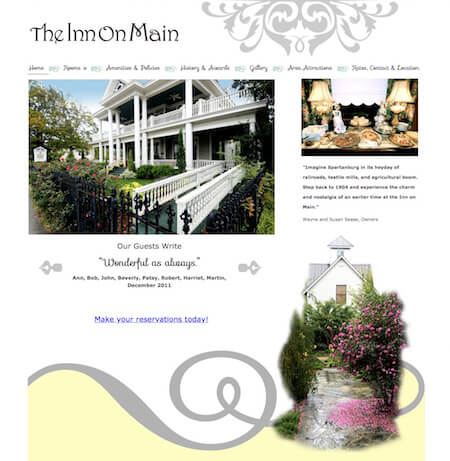 The Inn On Main
Home Rooms Amenities & Policies History & Awards Gallery Area Attractions Rates, Contact & Location
"Imagine Spartanburg in its heyday of
railroads, textile mills, and agricultural boom.
Step back to 1904 and experience the charm
and nostalgia of an earlier time at the Inn on
Main."
Wayne and Susan Sease, Owners
Our Guests Write
"Wonderful as always."
Ann, Bob, John, Beverly, Patsy, Robert, Harriet, Martin,
December 2011
Make your reservations today!